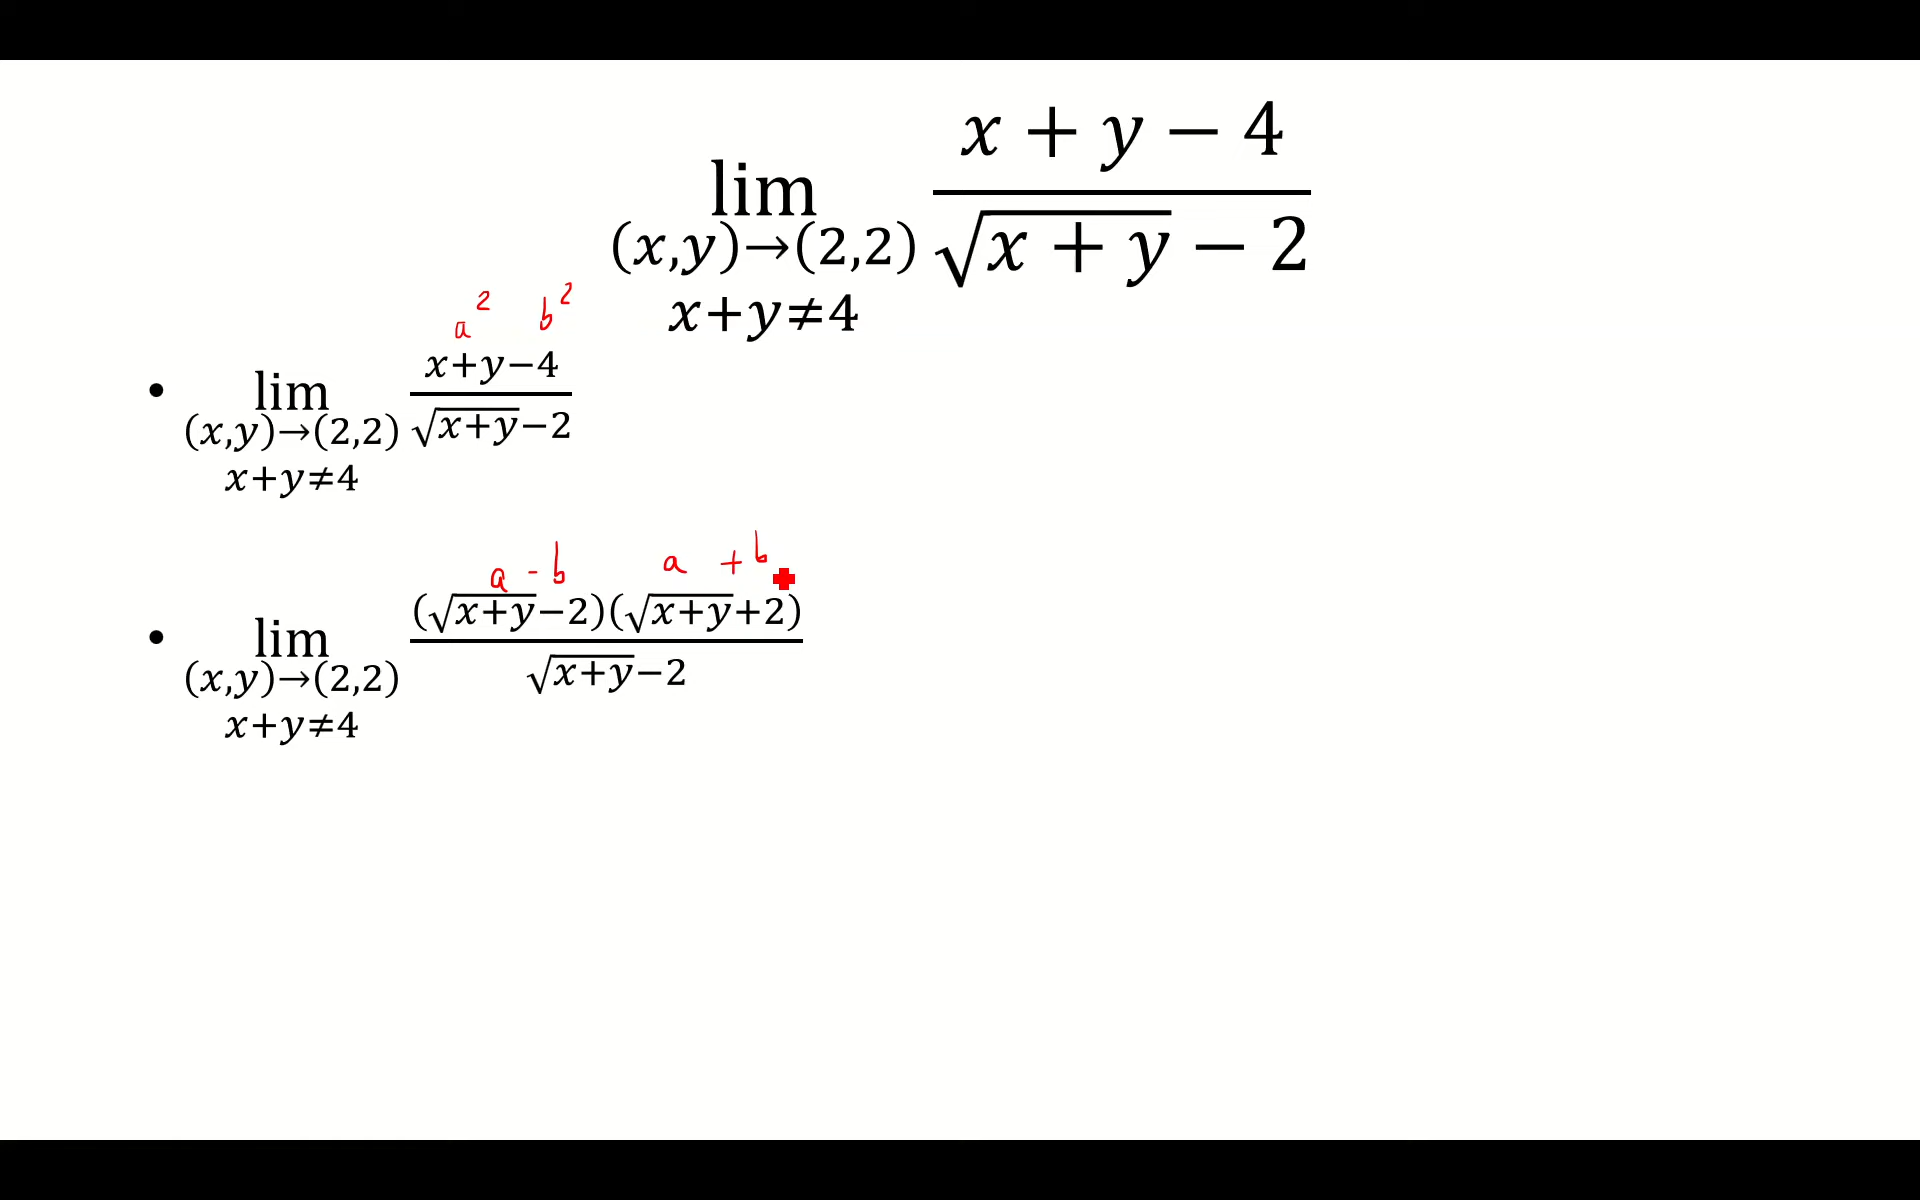 lim (x,y)→(2,2) x+y≠4 (x + y − 4)/(√(x + y) − 2)
a² b²
• lim (x,y)→(2,2) x+y≠4 (x+y−4)/(√(x+y)−2)
a - b a + b
• lim (x,y)→(2,2) x+y≠4 ((√(x+y)−2)(√(x+y)+2))/(√(x+y)−2)